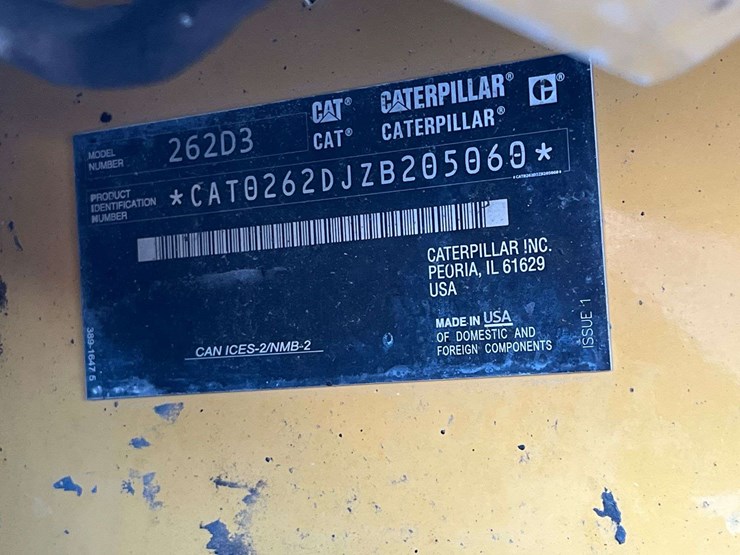 CAT® CATERPILLAR® C®
CAT® CATERPILLAR®
MODEL NUMBER 262D3
PRODUCT IDENTIFICATION NUMBER *CAT0262DJZB205060*
CATERPILLAR INC.
PEORIA, IL 61629
USA
MADE IN USA
OF DOMESTIC AND
FOREIGN COMPONENTS
CAN ICES-2/NMB-2
389-1647 5
ISSUE 1